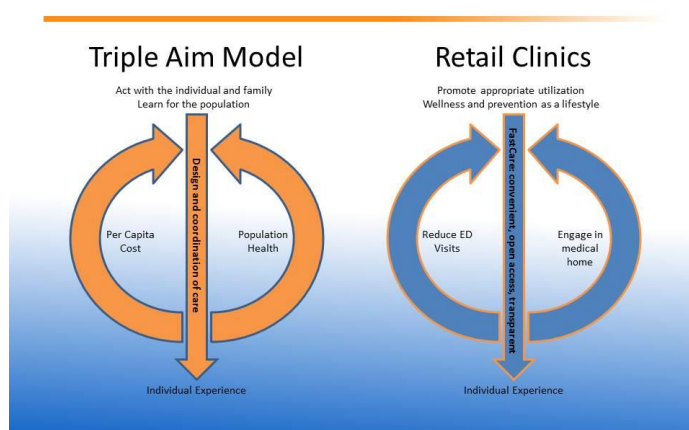 Triple Aim Model
Act with the individual and family
Learn for the population
Design and coordination of care
Per Capita
Cost
Population
Health
Individual Experience
Retail Clinics
Promote appropriate utilization
Wellness and prevention as a lifestyle
FastCare: convenient, open access, transparent
Reduce ED
Visits
Engage in
medical
home
Individual Experience